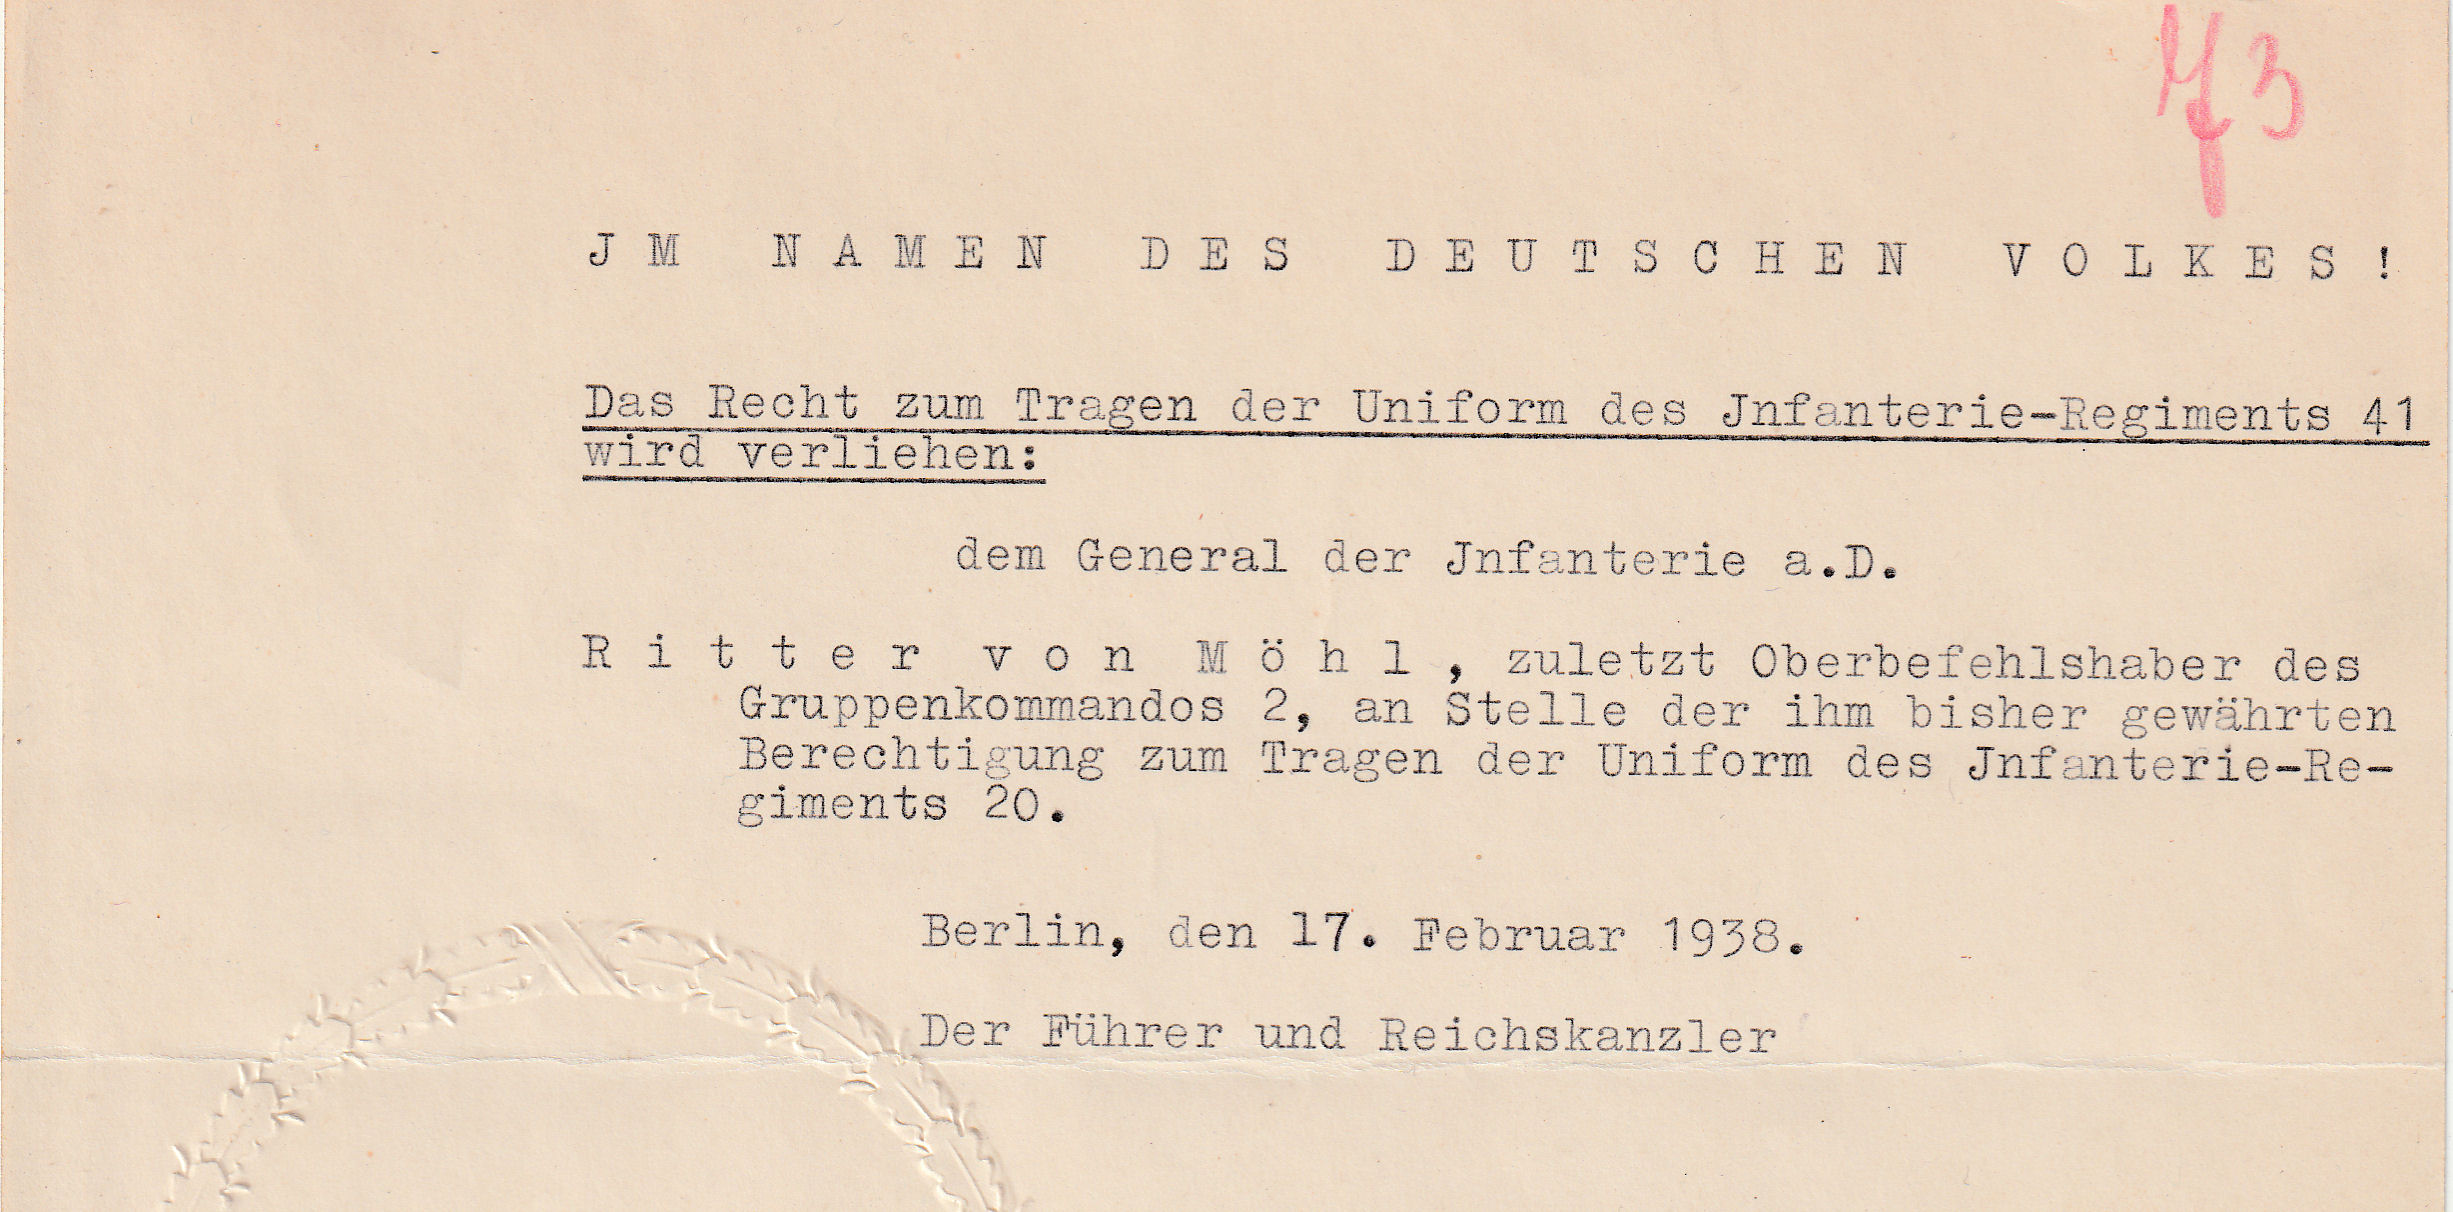 JM NAMEN DES DEUTSCHEN VOLKES!
Das Recht zum Tragen der Uniform des Jnfanterie-Regiments 41
wird verliehen:
dem General der Jnfanterie a.D.
Ritter von Möhl, zuletzt Oberbefehlshaber des
Gruppenkommandos 2, an Stelle der ihm bisher gewährten
Berechtigung zum Tragen der Uniform des Jnfanterie-Re-
giments 20.
Berlin, den 17. Februar 1938.
Der Führer und Reichskanzler